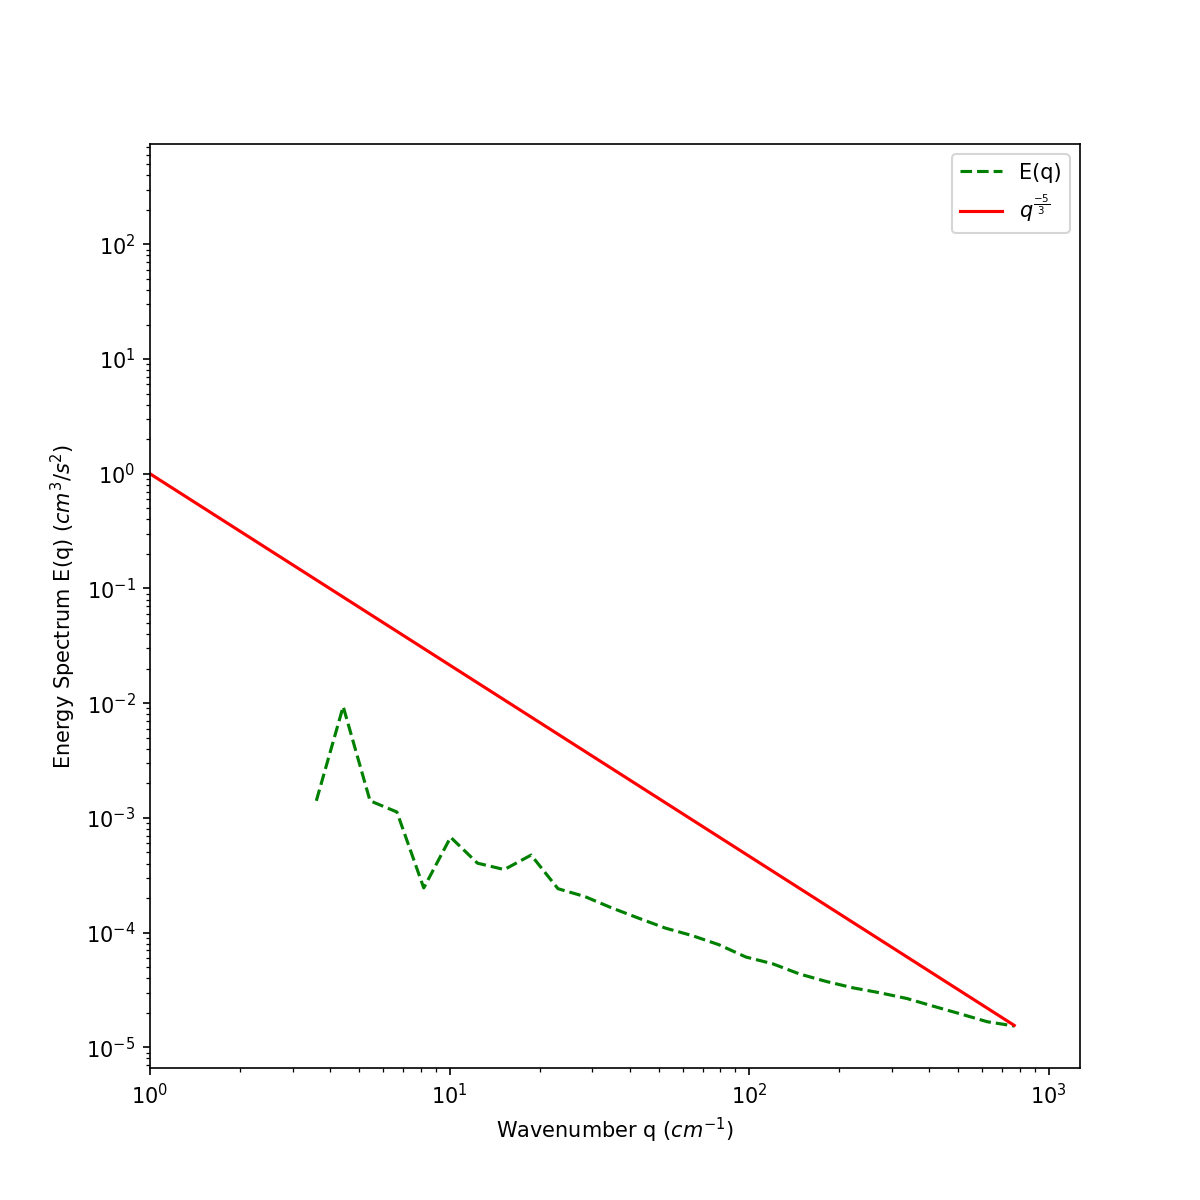 E(q)
q^{\frac{-5}{3}}
10^2
10^1
10^0
10^{-1}
10^{-2}
10^{-3}
10^{-4}
10^{-5}
Energy Spectrum E(q) (cm^3/s^2)
10^0 10^1 10^2 10^3
Wavenumber q (cm^{-1})